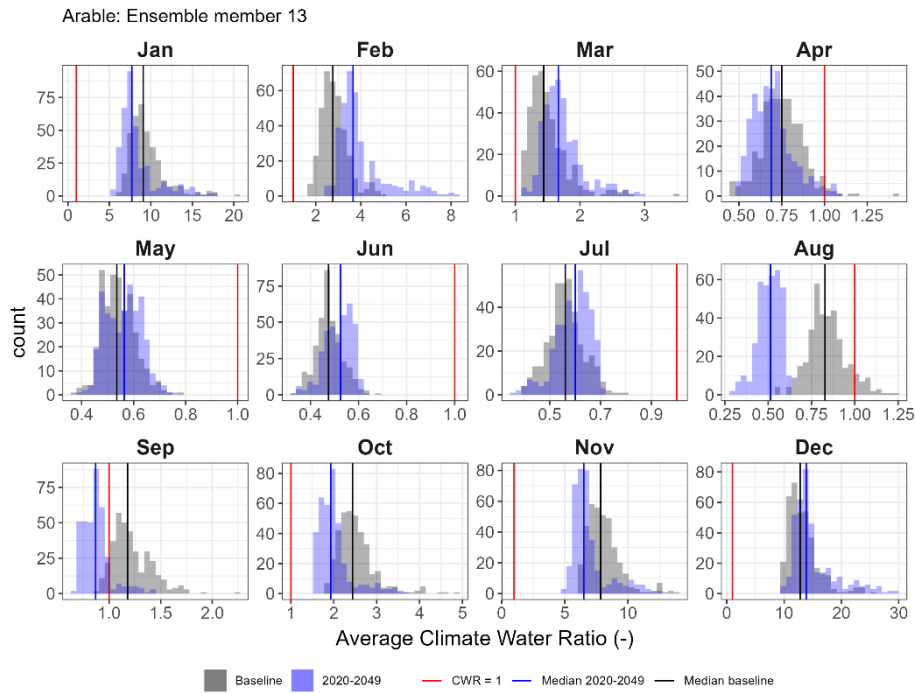 Arable: Ensemble member 13
Jan Feb Mar Apr
75 50 25 0
60 40 20 0
60 40 20 0
50 40 30 20 10 0
0 5 10 15 20
2 4 6 8
1 2 3
0.50 0.75 1.00 1.25
May Jun Jul Aug
count
50 40 30 20 10 0
75 50 25 0
40 20 0
60 40 20 0
0.4 0.6 0.8 1.0
0.4 0.6 0.8 1.0
0.5 0.7 0.9
0.25 0.50 0.75 1.00 1.25
Sep Oct Nov Dec
75 50 25 0
80 60 40 20 0
80 60 40 20 0
80 60 40 20 0
1.0 1.5 2.0
1 2 3 4 5
0 5 10
0 10 20 30
Average Climate Water Ratio (-)
Baseline 2020-2049 CWR = 1 Median 2020-2049 Median baseline